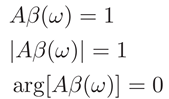 Aβ(ω) = 1
|Aβ(ω)| = 1
arg[Aβ(ω)] = 0